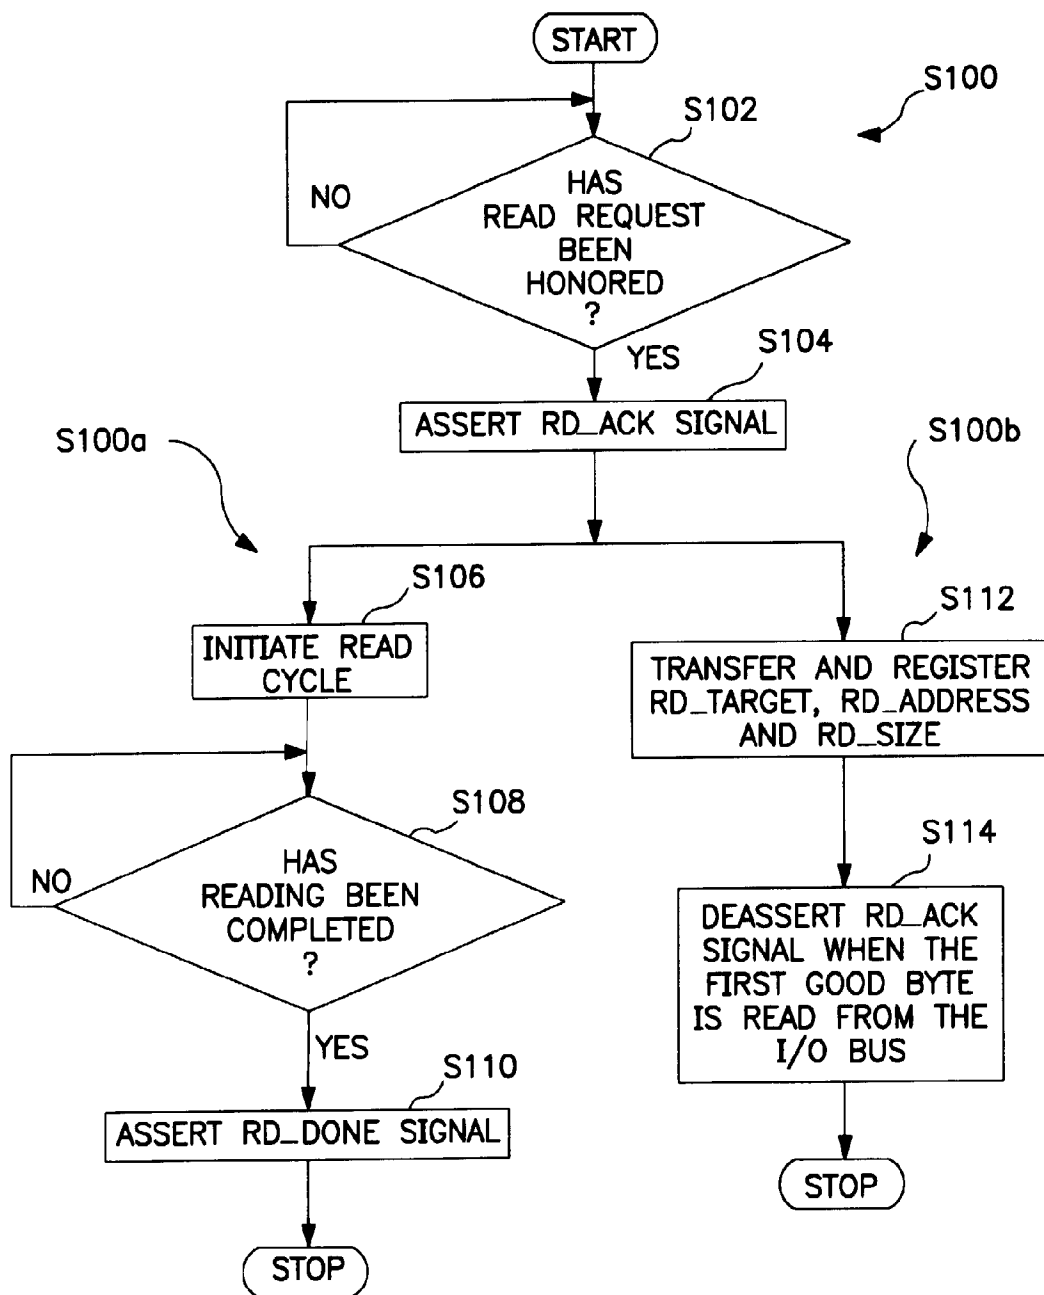 START
S100
S102
HAS
READ REQUEST
BEEN
HONORED
?
NO
YES
S104
ASSERT RD_ACK SIGNAL
S100a
S100b
S106
INITIATE READ
CYCLE
S112
TRANSFER AND REGISTER
RD_TARGET, RD_ADDRESS
AND RD_SIZE
S108
HAS
READING BEEN
COMPLETED
?
NO
YES
S114
DEASSERT RD_ACK
SIGNAL WHEN THE
FIRST GOOD BYTE
IS READ FROM THE
I/O BUS
S110
ASSERT RD_DONE SIGNAL
STOP
STOP